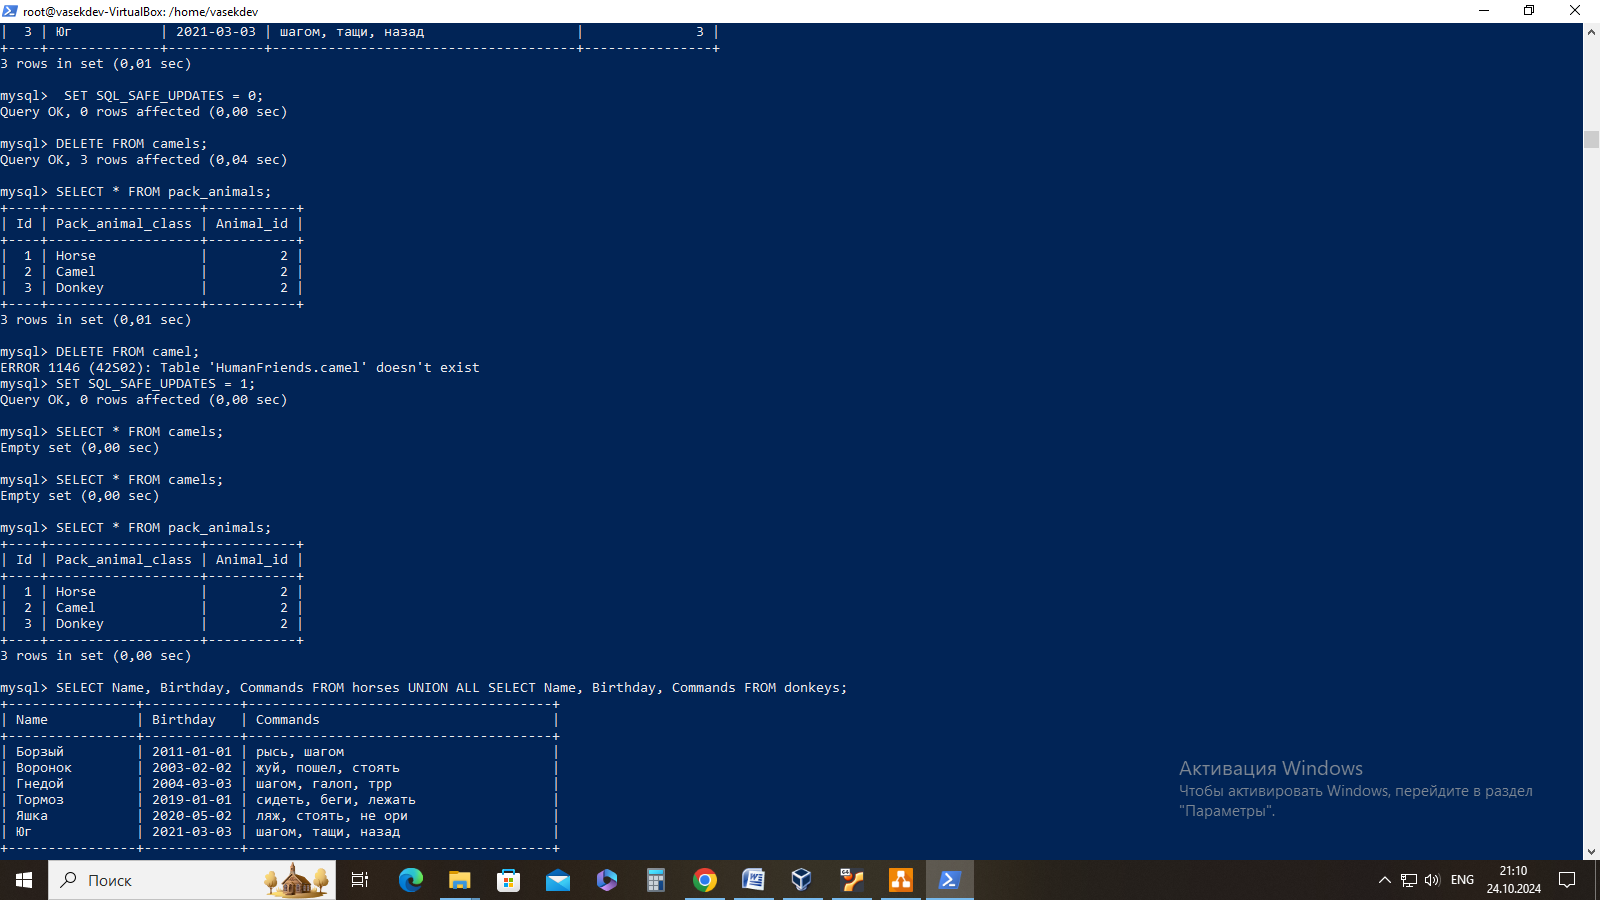 root@vasekdev-VirtualBox: /home/vasekdev
|  3 | Юг           | 2021-03-03 | шагом, тащи, назад                    |              3 |
+----+--------------+------------+---------------------------------------+----------------+
3 rows in set (0,01 sec)
mysql>  SET SQL_SAFE_UPDATES = 0;
Query OK, 0 rows affected (0,00 sec)
mysql> DELETE FROM camels;
Query OK, 3 rows affected (0,04 sec)
mysql> SELECT * FROM pack_animals;
+----+-------------------+-----------+
| Id | Pack_animal_class | Animal_id |
+----+-------------------+-----------+
|  1 | Horse             |         2 |
|  2 | Camel             |         2 |
|  3 | Donkey            |         2 |
+----+-------------------+-----------+
3 rows in set (0,01 sec)
mysql> DELETE FROM camel;
ERROR 1146 (42S02): Table 'HumanFriends.camel' doesn't exist
mysql> SET SQL_SAFE_UPDATES = 1;
Query OK, 0 rows affected (0,00 sec)
mysql> SELECT * FROM camels;
Empty set (0,00 sec)
mysql> SELECT * FROM camels;
Empty set (0,00 sec)
mysql> SELECT * FROM pack_animals;
+----+-------------------+-----------+
| Id | Pack_animal_class | Animal_id |
+----+-------------------+-----------+
|  1 | Horse             |         2 |
|  2 | Camel             |         2 |
|  3 | Donkey            |         2 |
+----+-------------------+-----------+
3 rows in set (0,00 sec)
mysql> SELECT Name, Birthday, Commands FROM horses UNION ALL SELECT Name, Birthday, Commands FROM donkeys;
+----------------+------------+--------------------------------------+
| Name           | Birthday   | Commands                             |
+----------------+------------+--------------------------------------+
| Борзый         | 2011-01-01 | рысь, шагом                          |
| Воронок        | 2003-02-02 | жуй, пошел, стоять                   |
| Гнедой         | 2004-03-03 | шагом, галоп, трр                    |
| Тормоз         | 2019-01-01 | сидеть, беги, лежать                 |
| Яшка           | 2020-05-02 | ляж, стоять, не ори                  |
| Юг             | 2021-03-03 | шагом, тащи, назад                   |
+----------------+------------+--------------------------------------+
Активация Windows
Чтобы активировать Windows, перейдите в раздел
"Параметры".
Поиск
ENG
21:10
24.10.2024